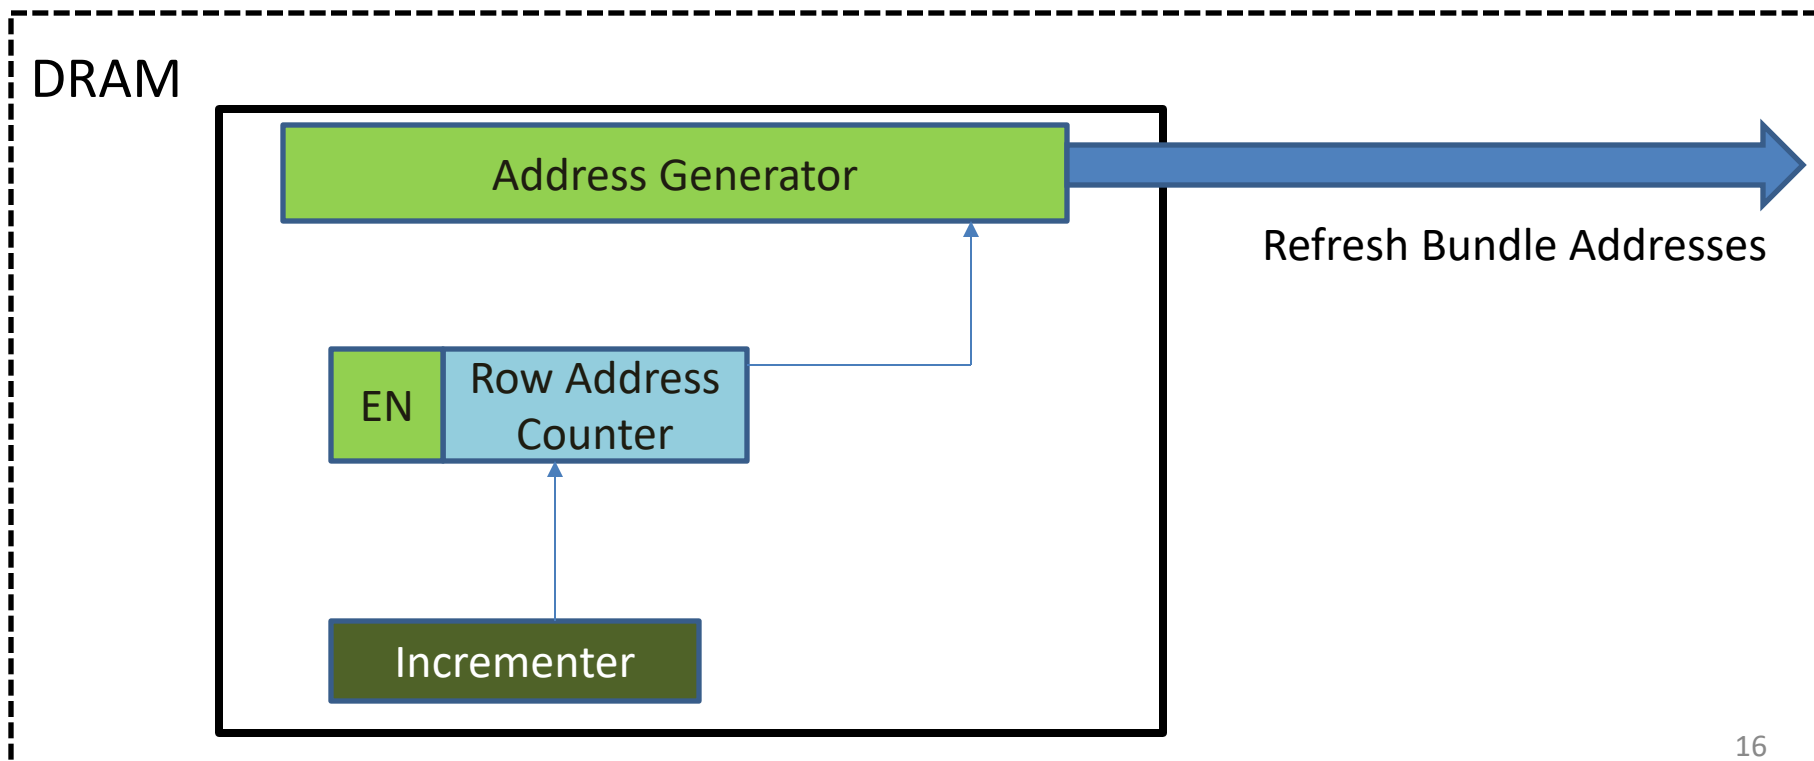 DRAM
Address Generator
Refresh Bundle Addresses
EN
Row Address
Counter
Incrementer
16